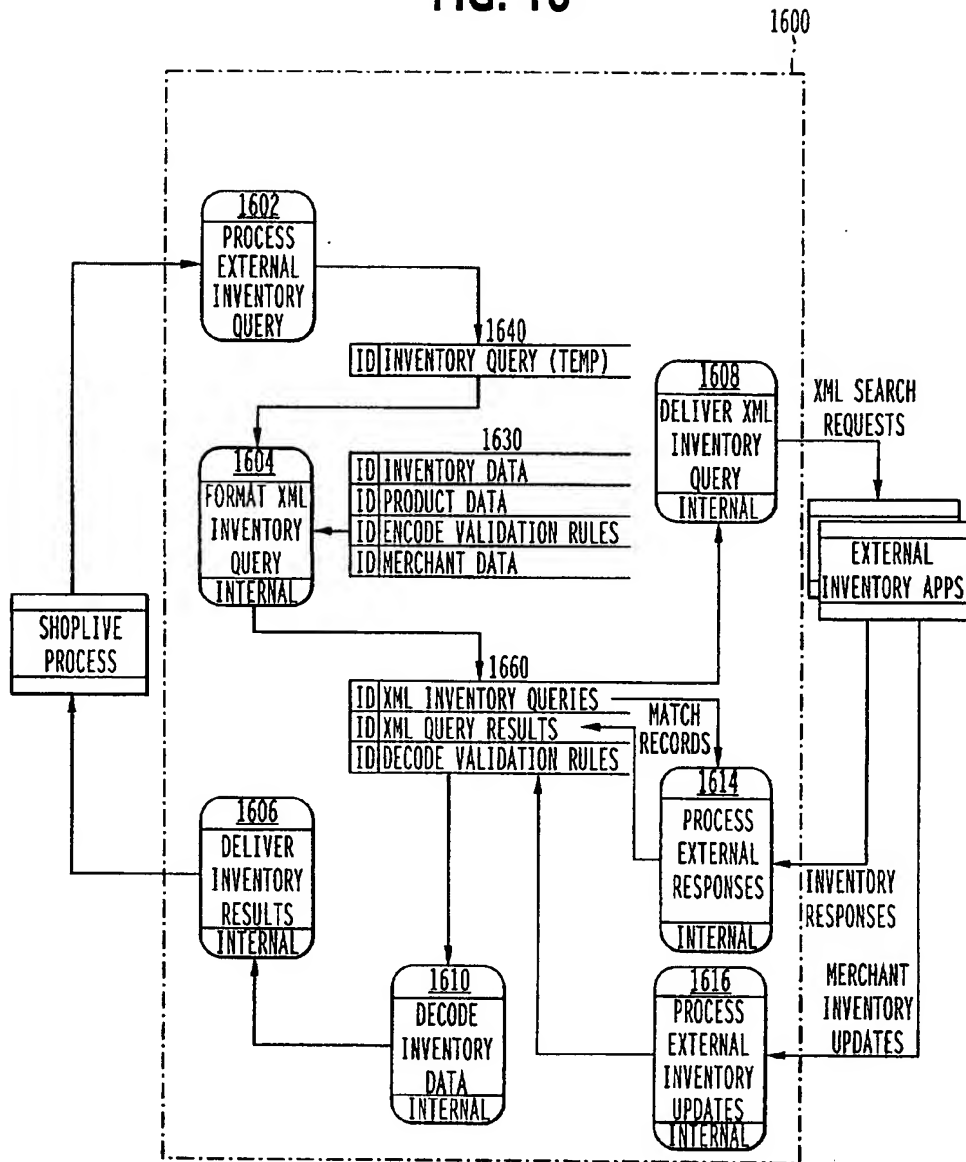 FIG. 16
1600
1602
PROCESS
EXTERNAL
INVENTORY
QUERY
1640
ID INVENTORY QUERY (TEMP)
1608
DELIVER XML
INVENTORY
QUERY
INTERNAL
XML SEARCH
REQUESTS
1604
FORMAT XML
INVENTORY
QUERY
INTERNAL
1630
ID INVENTORY DATA
ID PRODUCT DATA
ID ENCODE VALIDATION RULES
ID MERCHANT DATA
EXTERNAL
INVENTORY APPS
SHOPLIVE
PROCESS
1660
ID XML INVENTORY QUERIES
ID XML QUERY RESULTS
ID DECODE VALIDATION RULES
MATCH
RECORDS
1614
PROCESS
EXTERNAL
RESPONSES
INTERNAL
INVENTORY
RESPONSES
1606
DELIVER
INVENTORY
RESULTS
INTERNAL
1610
DECODE
INVENTORY
DATA
INTERNAL
1616
PROCESS
EXTERNAL
INVENTORY
UPDATES
INTERNAL
MERCHANT
INVENTORY
UPDATES